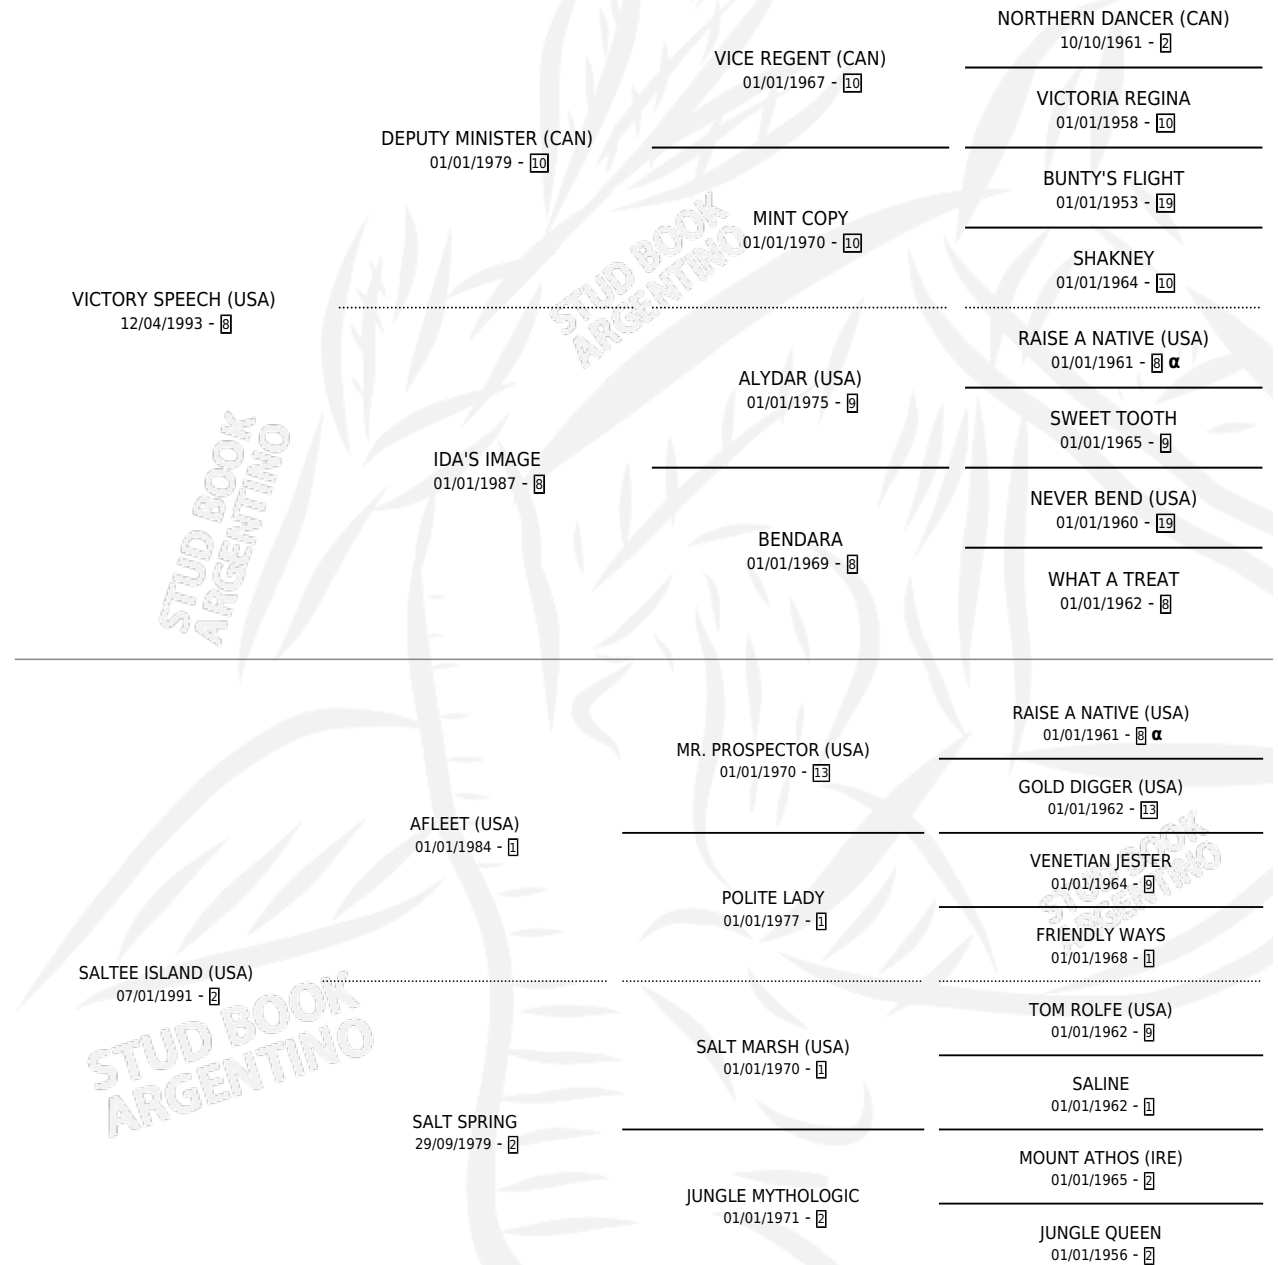 NORTHERN DANCER (CAN)
10/10/1961 - 2
VICE REGENT (CAN)
01/01/1967 - 10
VICTORIA REGINA
01/01/1958 - 10
DEPUTY MINISTER (CAN)
01/01/1979 - 10
BUNTY'S FLIGHT
01/01/1953 - 19
MINT COPY
01/01/1970 - 10
SHAKNEY
01/01/1964 - 10
VICTORY SPEECH (USA)
12/04/1993 - 8
RAISE A NATIVE (USA)
01/01/1961 - 8 α
ALYDAR (USA)
01/01/1975 - 9
SWEET TOOTH
01/01/1965 - 9
IDA'S IMAGE
01/01/1987 - 8
NEVER BEND (USA)
01/01/1960 - 19
BENDARA
01/01/1969 - 8
WHAT A TREAT
01/01/1962 - 8
RAISE A NATIVE (USA)
01/01/1961 - 8 α
MR. PROSPECTOR (USA)
01/01/1970 - 13
GOLD DIGGER (USA)
01/01/1962 - 13
AFLEET (USA)
01/01/1984 - 1
VENETIAN JESTER
01/01/1964 - 9
POLITE LADY
01/01/1977 - 1
FRIENDLY WAYS
01/01/1968 - 1
SALTEE ISLAND (USA)
07/01/1991 - 2
TOM ROLFE (USA)
01/01/1962 - 9
SALT MARSH (USA)
01/01/1970 - 1
SALINE
01/01/1962 - 1
SALT SPRING
29/09/1979 - 2
MOUNT ATHOS (IRE)
01/01/1965 - 2
JUNGLE MYTHOLOGIC
01/01/1971 - 2
JUNGLE QUEEN
01/01/1956 - 2
STUD BOOK
ARGENTINO
STUD BOOK
ARGENTINO
STUD BOOK
ARGENTINO
STUD BOOK
ARGENTINO